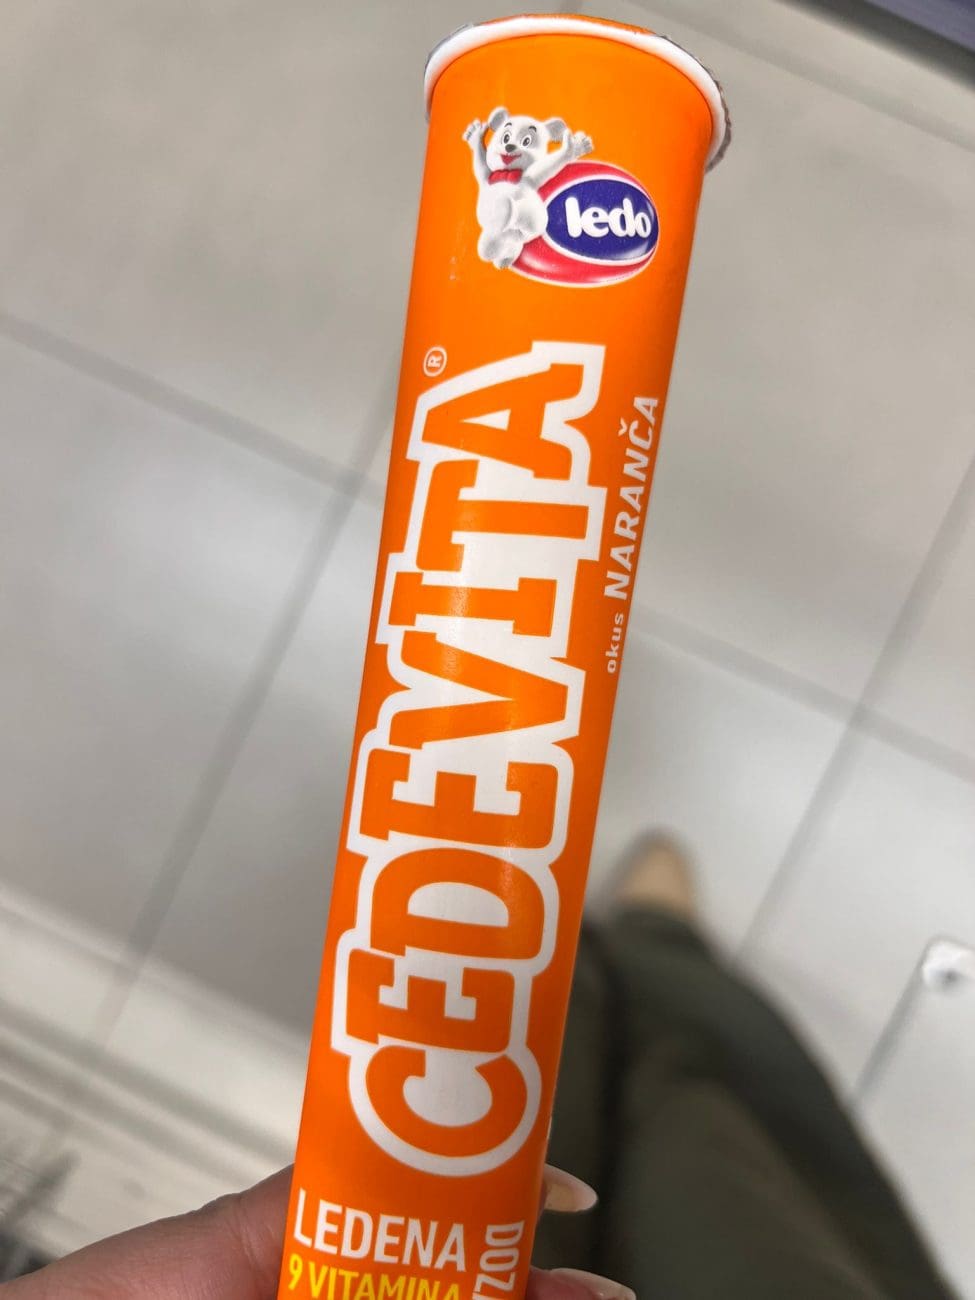 ledo
CEDEVITA®
okus NARANČA
LEDENA
9 VITAMINA